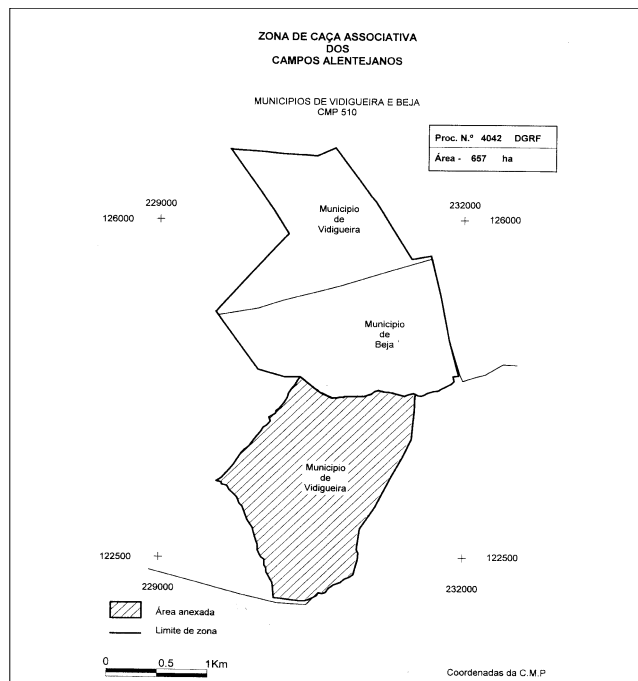 ZONA DE CAÇA ASSOCIATIVA
DOS
CAMPOS ALENTEJANOS
MUNICIPIOS DE VIDIGUEIRA E BEJA
CMP 510
Proc. N.º 4042 DGRF
Área - 657 ha
229000
126000
232000
126000
Municipio
de
Vidigueira
Municipio
de
Beja
Municipio
de
Vidigueira
122500
229000
122500
232000
Área anexada
Limite de zona
0 0.5 1Km
Coordenadas da C.M.P